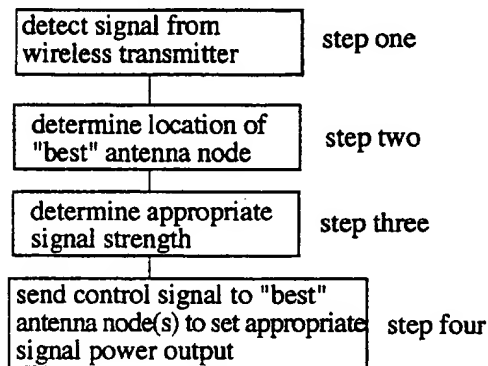 detect signal from
wireless transmitter
step one
determine location of
"best" antenna node
step two
determine appropriate
signal strength
step three
send control signal to "best"
antenna node(s) to set appropriate
signal power output
step four